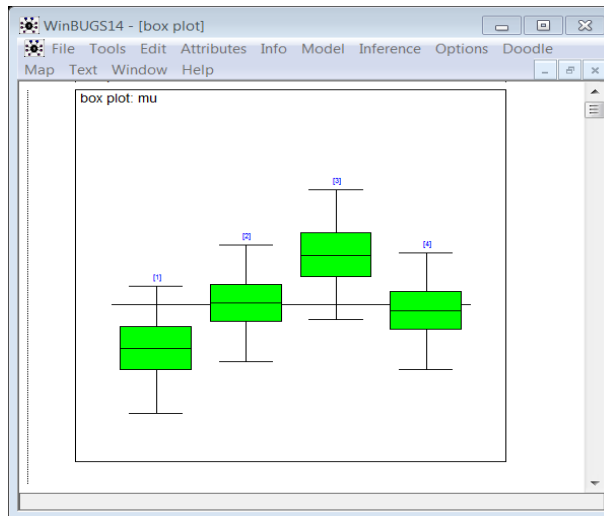 WinBUGS14 - [box plot]
File Tools Edit Attributes Info Model Inference Options Doodle
Map Text Window Help
box plot: mu
[3]
[2]
[4]
[1]